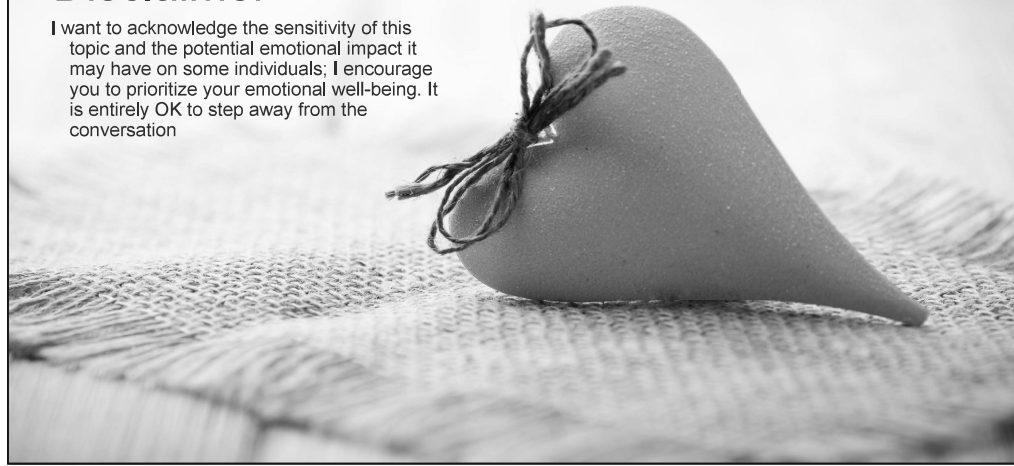 I want to acknowledge the sensitivity of this
topic and the potential emotional impact it
may have on some individuals; I encourage
you to prioritize your emotional well-being. It
is entirely OK to step away from the
conversation